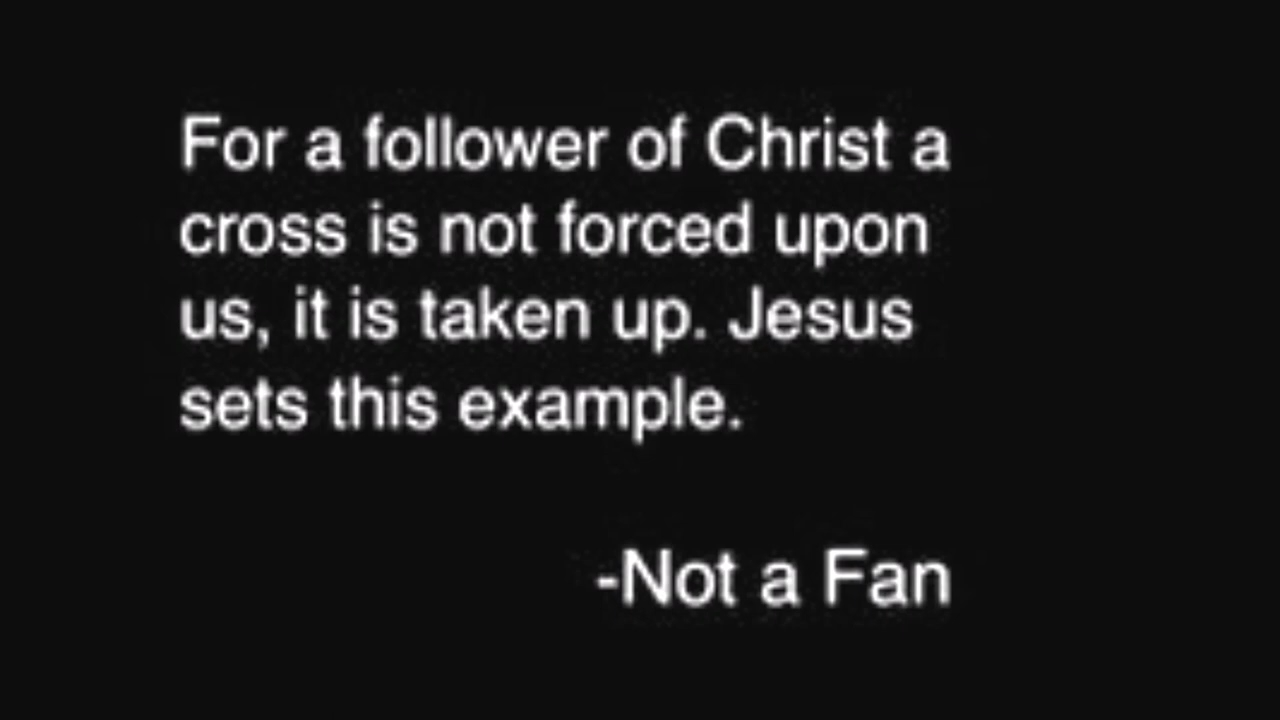 For a follower of Christ a
cross is not forced upon
us, it is taken up. Jesus
sets this example.
-Not a Fan